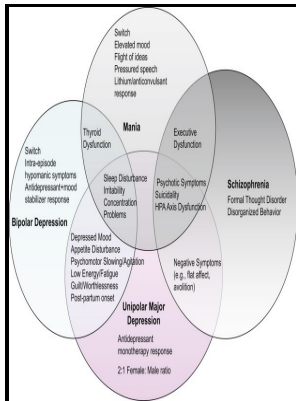 Switch
Elevated mood
Flight of ideas
Pressured speech
Lithium/anticonvulsant
response
Mania
Thyroid
Dysfunction
Executive
Dysfunction
Switch
Intra-episode
hypomanic symptoms
Antidepressant+mood
stabilizer response
Bipolar Depression
Sleep Disturbance
Irritability
Concentration
Problems
Psychotic Symptoms
Suicidality
HPA Axis Dysfunction
Schizophrenia
Formal Thought Disorder
Disorganized Behavior
Depressed Mood
Appetite Disturbance
Psychomotor Slowing/Agitation
Low Energy/Fatigue
Guilt/Worthlessness
Post-partum onset
Negative Symptoms
(e.g., flat affect,
avolition)
Unipolar Major
Depression
Antidepressant
monotherapy response
2:1 Female: Male ratio